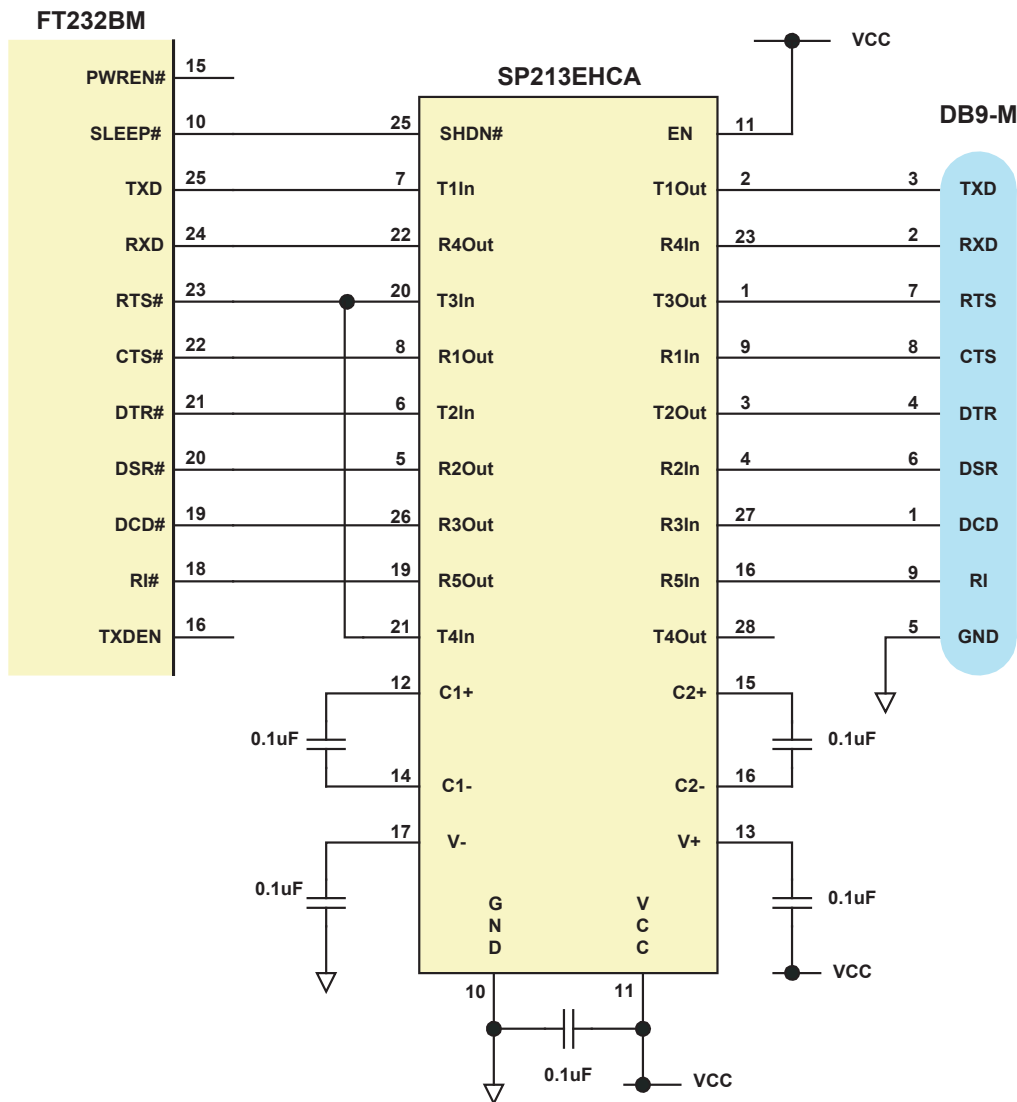 FT232BM
VCC
SP213EHCA
DB9-M
PWREN# 15
SLEEP# 10 25 SHDN# EN 11
TXD 25 7 T1In T1Out 2 3 TXD
RXD 24 22 R4Out R4In 23 2 RXD
RTS# 23 20 T3In T3Out 1 7 RTS
CTS# 22 8 R1Out R1In 9 8 CTS
DTR# 21 6 T2In T2Out 3 4 DTR
DSR# 20 5 R2Out R2In 4 6 DSR
DCD# 19 26 R3Out R3In 27 1 DCD
RI# 18 19 R5Out R5In 16 9 RI
TXDEN 16 21 T4In T4Out 28 5 GND
12 C1+ C2+ 15
0.1uF 0.1uF
14 C1- C2- 16
17 V- V+ 13
0.1uF 0.1uF
GND VCC
VCC
10 11
0.1uF
VCC